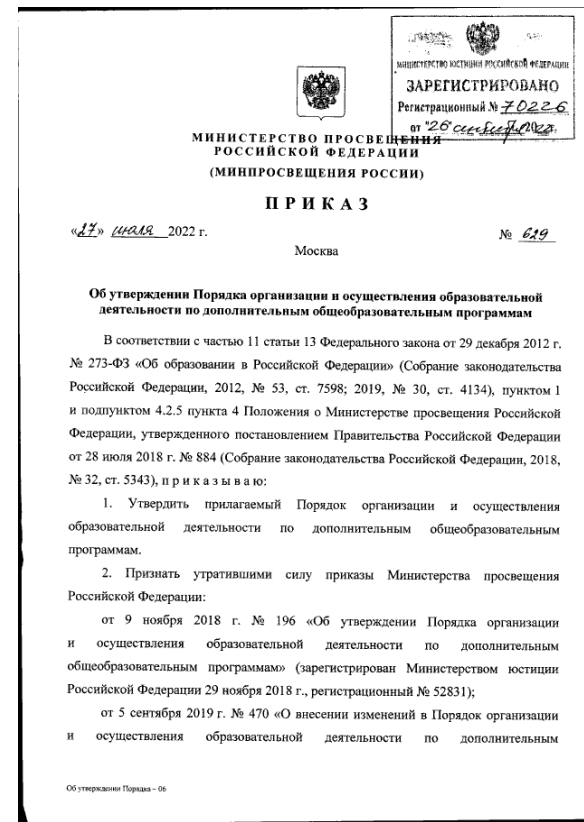 МИНИСТЕРСТВО ЮСТИЦИИ РОССИЙСКОЙ ФЕДЕРАЦИИ
ЗАРЕГИСТРИРОВАНО
Регистрационный № 70226
от "26" сентября 2022.
МИНИСТЕРСТВО ПРОСВЕЩЕНИЯ
РОССИЙСКОЙ ФЕДЕРАЦИИ
(МИНПРОСВЕЩЕНИЯ РОССИИ)
П Р И К А З
«27» июля 2022 г.
№ 629
Москва
Об утверждении Порядка организации и осуществления образовательной
деятельности по дополнительным общеобразовательным программам
В соответствии с частью 11 статьи 13 Федерального закона от 29 декабря 2012 г.
№ 273-ФЗ «Об образовании в Российской Федерации» (Собрание законодательства
Российской Федерации, 2012, № 53, ст. 7598; 2019, № 30, ст. 4134), пунктом 1
и подпунктом 4.2.5 пункта 4 Положения о Министерстве просвещения Российской
Федерации, утвержденного постановлением Правительства Российской Федерации
от 28 июля 2018 г. № 884 (Собрание законодательства Российской Федерации, 2018,
№ 32, ст. 5343), п р и к а з ы в а ю:
1. Утвердить прилагаемый Порядок организации и осуществления
образовательной деятельности по дополнительным общеобразовательным
программам.
2. Признать утратившими силу приказы Министерства просвещения
Российской Федерации:
от 9 ноября 2018 г. № 196 «Об утверждении Порядка организации
и осуществления образовательной деятельности по дополнительным
общеобразовательным программам» (зарегистрирован Министерством юстиции
Российской Федерации 29 ноября 2018 г., регистрационный № 52831);
от 5 сентября 2019 г. № 470 «О внесении изменений в Порядок организации
и осуществления образовательной деятельности по дополнительным
Об утверждении Порядка – 06